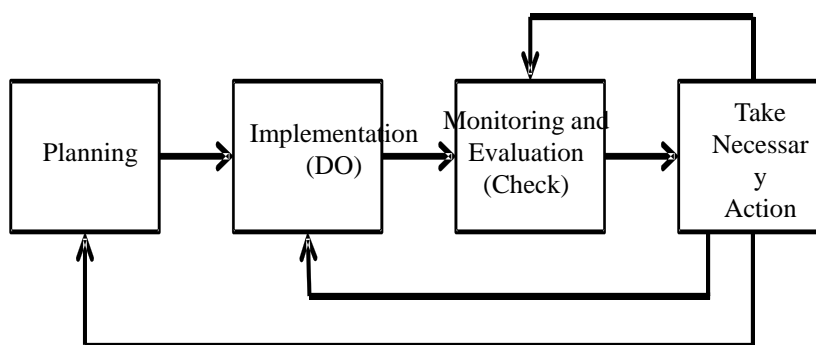 Planning
Implementation
(DO)
Monitoring and
Evaluation
(Check)
Take
Necessar
y
Action